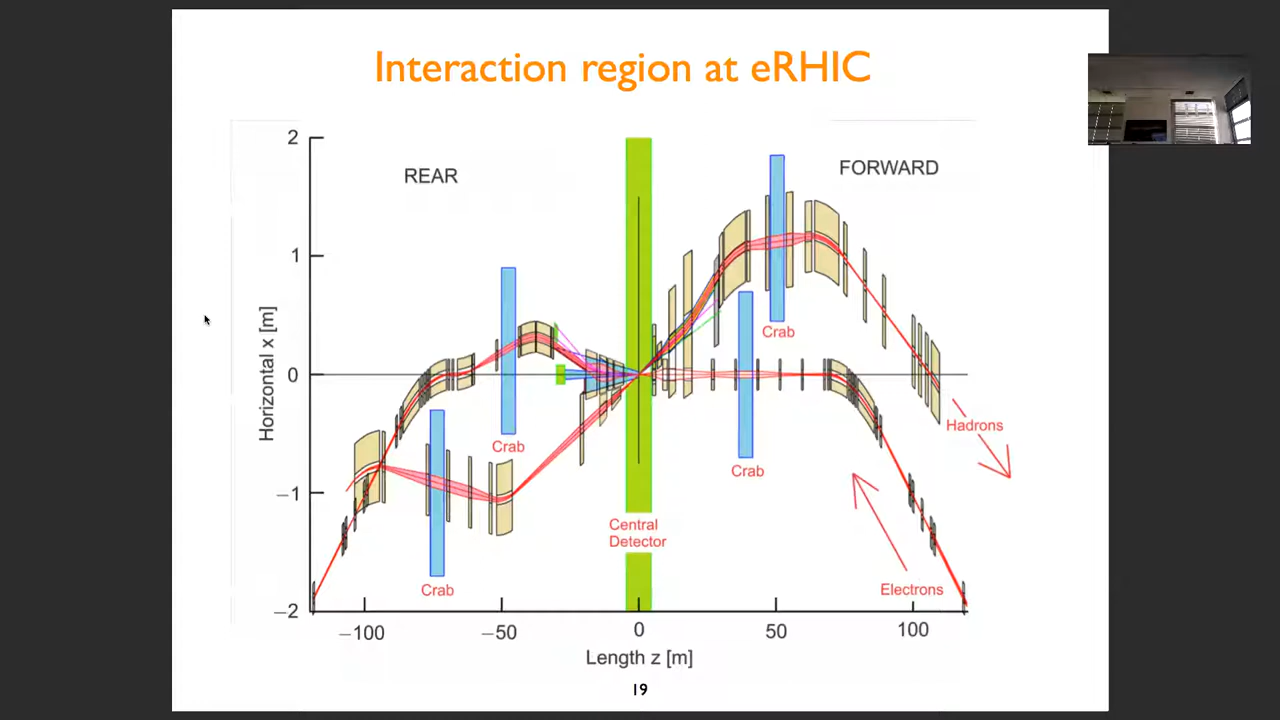 Interaction region at eRHIC
2
REAR
FORWARD
1
Crab
Horizontal x [m]
0
Hadrons
Crab
Crab
−1
Central
Detector
Crab
Electrons
−2
−100
−50
0
50
100
Length z [m]
19